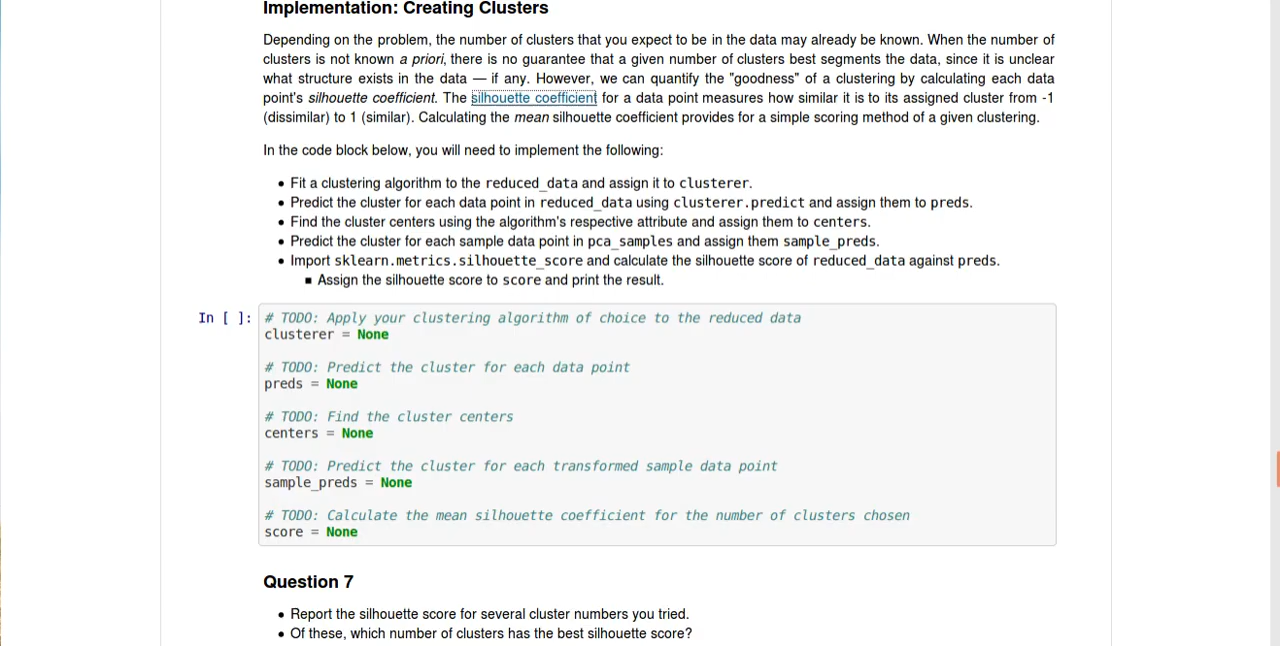 Implementation: Creating Clusters
Depending on the problem, the number of clusters that you expect to be in the data may already be known. When the number of
clusters is not known a priori, there is no guarantee that a given number of clusters best segments the data, since it is unclear
what structure exists in the data — if any. However, we can quantify the "goodness" of a clustering by calculating each data
point's silhouette coefficient. The silhouette coefficient for a data point measures how similar it is to its assigned cluster from -1
(dissimilar) to 1 (similar). Calculating the mean silhouette coefficient provides for a simple scoring method of a given clustering.
In the code block below, you will need to implement the following:
• Fit a clustering algorithm to the reduced_data and assign it to clusterer.
• Predict the cluster for each data point in reduced_data using clusterer.predict and assign them to preds.
• Find the cluster centers using the algorithm's respective attribute and assign them to centers.
• Predict the cluster for each sample data point in pca_samples and assign them sample_preds.
• Import sklearn.metrics.silhouette_score and calculate the silhouette score of reduced_data against preds.
▪ Assign the silhouette score to score and print the result.
In [ ]: # TODO: Apply your clustering algorithm of choice to the reduced data
clusterer = None
# TODO: Predict the cluster for each data point
preds = None
# TODO: Find the cluster centers
centers = None
# TODO: Predict the cluster for each transformed sample data point
sample_preds = None
# TODO: Calculate the mean silhouette coefficient for the number of clusters chosen
score = None
Question 7
• Report the silhouette score for several cluster numbers you tried.
• Of these, which number of clusters has the best silhouette score?